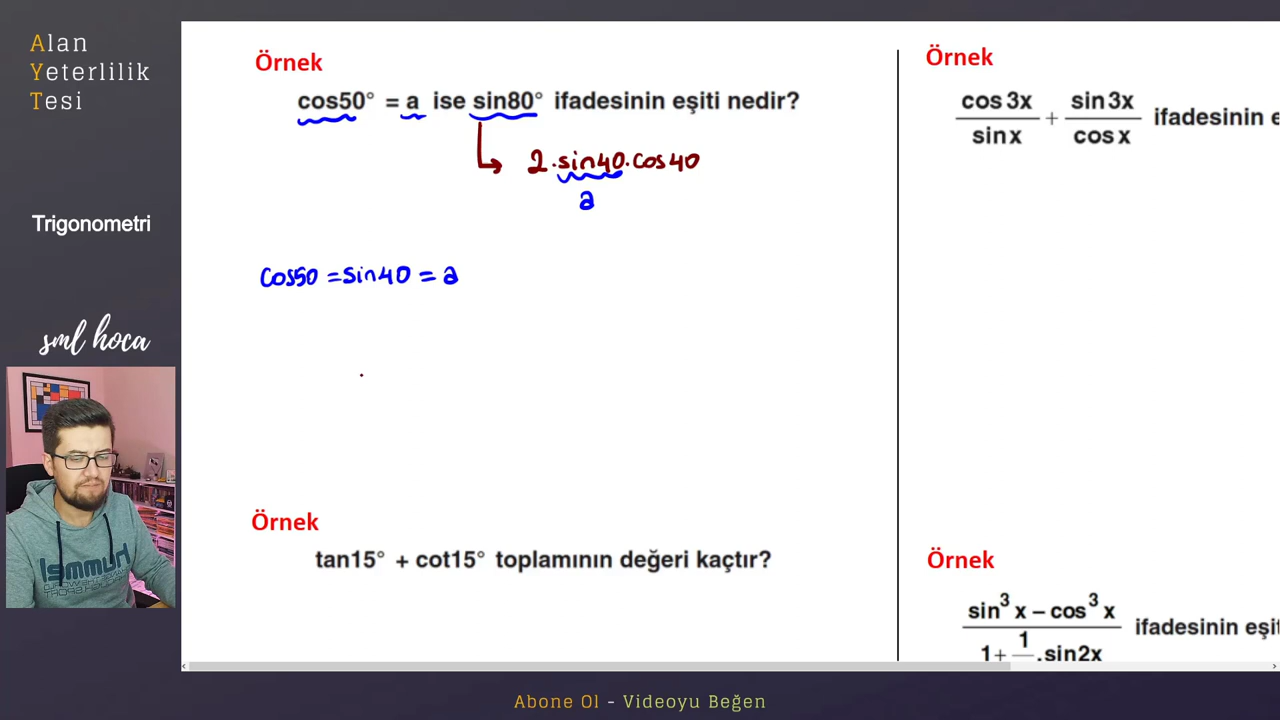 Alan
Yeterlilik
Tesi
Trigonometri
sml hoca
Örnek
cos50° = a ise sin80° ifadesinin eşiti nedir?
2.sin40.cos40
a
cos50 = sin40 = a
Örnek
tan15° + cot15° toplamının değeri kaçtır?
Örnek
cos 3x / sin x + sin 3x / cos x ifadesinin e
Örnek
sin³ x – cos³ x
ifadesinin eşi
1 + 1 .sin2x
Abone Ol - Videoyu Beğen